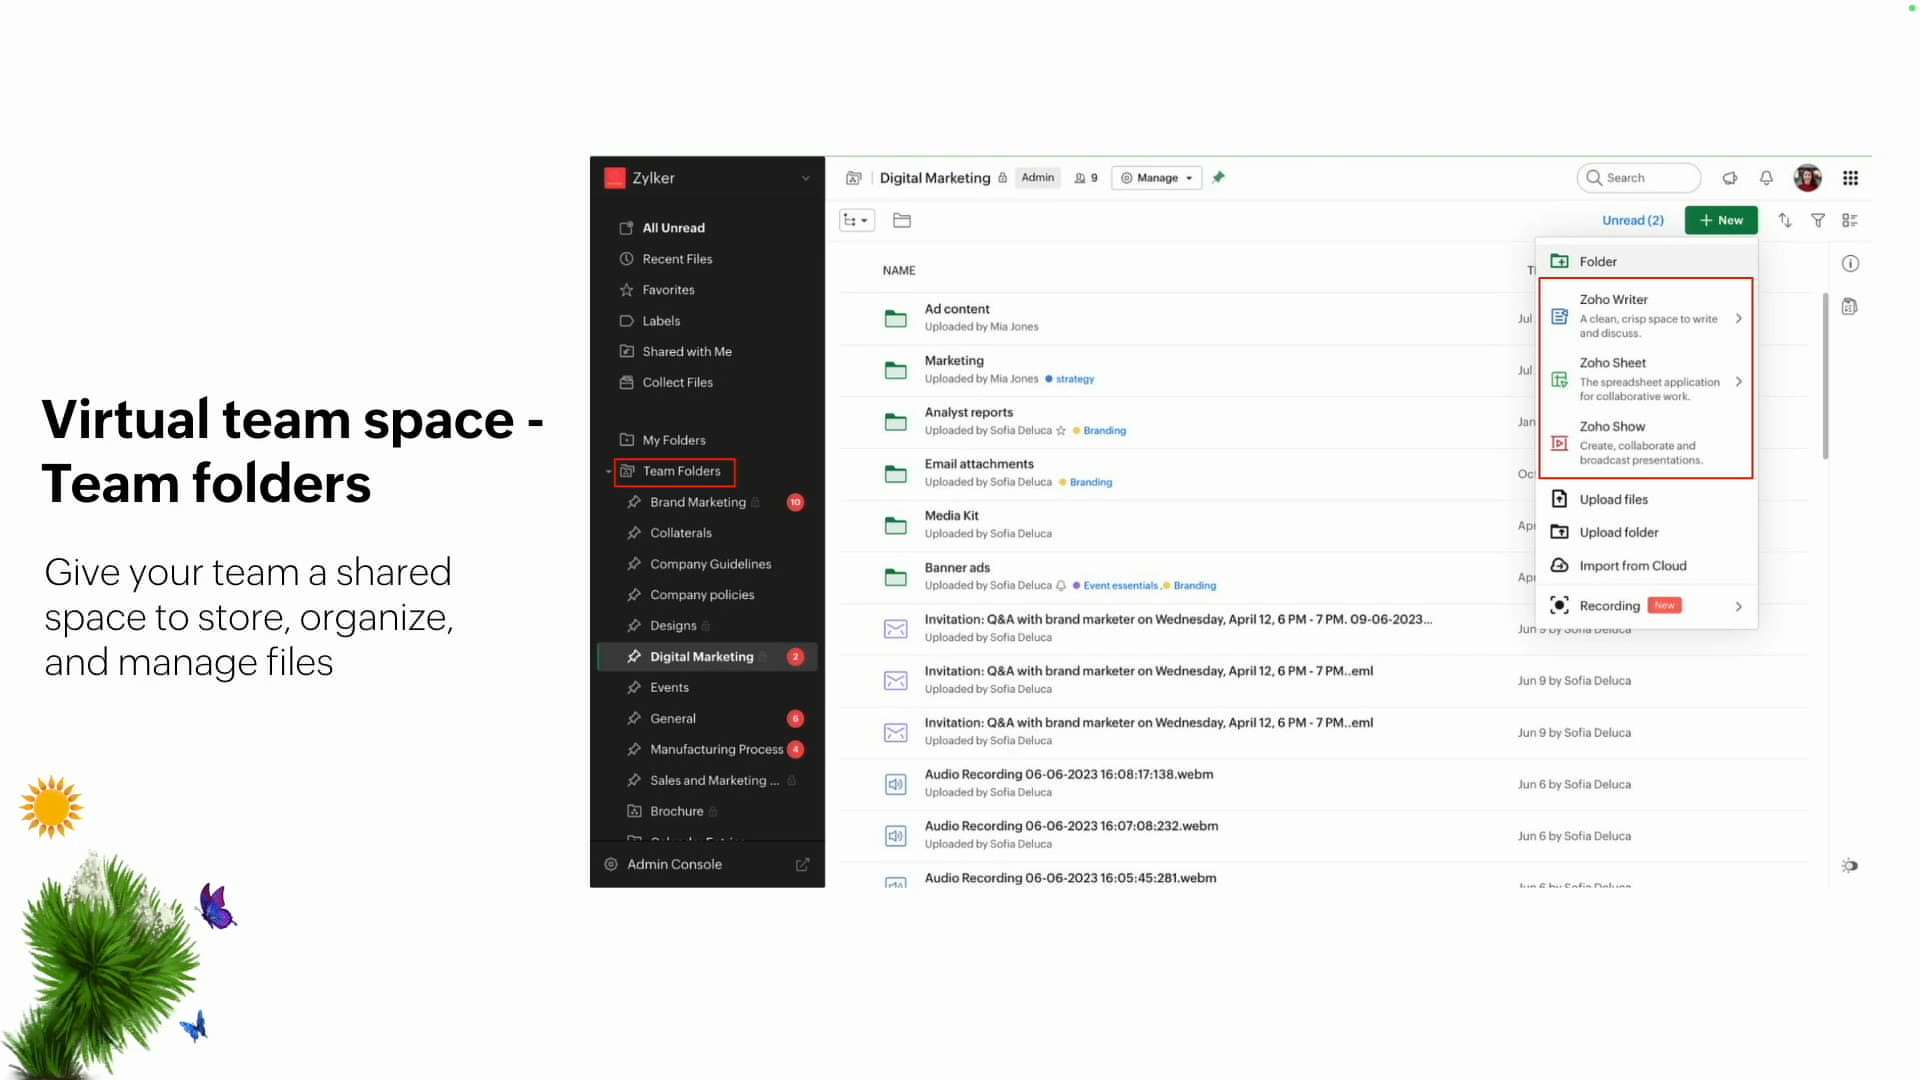 Virtual team space -
Team folders
Give your team a shared
space to store, organize,
and manage files
Zylker
All Unread
Recent Files
Favorites
Labels
Shared with Me
Collect Files
My Folders
Team Folders
Brand Marketing 10
Collaterals
Company Guidelines
Company policies
Designs
Digital Marketing 2
Events
General 6
Manufacturing Process 4
Sales and Marketing ...
Brochure
Admin Console
Digital Marketing Admin 9 Manage
Search
Unread (2) + New
NAME
Ad content
Uploaded by Mia Jones
Jul
Marketing
Uploaded by Mia Jones strategy
Jul
Analyst reports
Uploaded by Sofia Deluca Branding
Jan
Email attachments
Uploaded by Sofia Deluca Branding
Media Kit
Uploaded by Sofia Deluca
Banner ads
Uploaded by Sofia Deluca Event essentials, Branding
Invitation: Q&A with brand marketer on Wednesday, April 12, 6 PM - 7 PM. 09-06-2023...
Uploaded by Sofia Deluca
Jun 9 by Sofia Deluca
Invitation: Q&A with brand marketer on Wednesday, April 12, 6 PM - 7 PM..eml
Uploaded by Sofia Deluca
Jun 9 by Sofia Deluca
Invitation: Q&A with brand marketer on Wednesday, April 12, 6 PM - 7 PM..eml
Uploaded by Sofia Deluca
Jun 9 by Sofia Deluca
Audio Recording 06-06-2023 16:08:17:138.webm
Uploaded by Sofia Deluca
Jun 6 by Sofia Deluca
Audio Recording 06-06-2023 16:07:08:232.webm
Uploaded by Sofia Deluca
Jun 6 by Sofia Deluca
Audio Recording 06-06-2023 16:05:45:281.webm
Jun 6 by Sofia Deluca
Folder
Zoho Writer
A clean, crisp space to write
and discuss.
Zoho Sheet
The spreadsheet application
for collaborative work.
Zoho Show
Create, collaborate and
broadcast presentations.
Upload files
Upload folder
Import from Cloud
Recording New